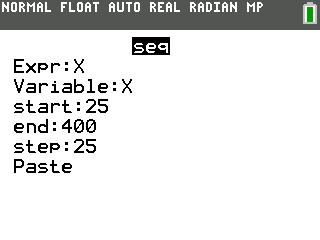 NORMAL FLOAT AUTO REAL RADIAN MP
seq
Expr:X
Variable:X
start:25
end:400
step:25
Paste